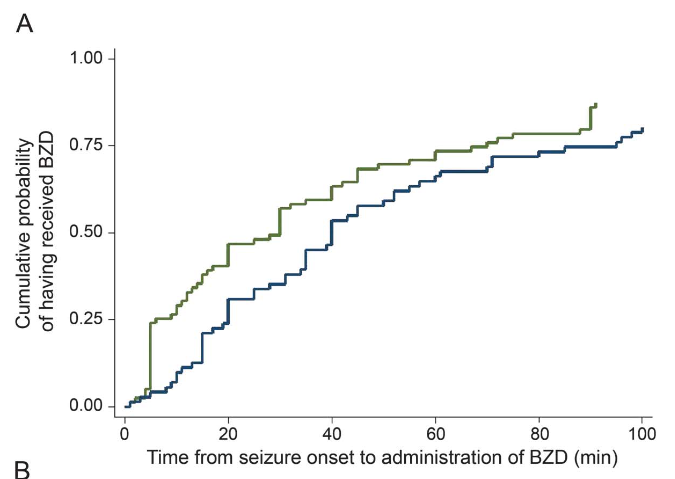 A
1.00
0.75
0.50
0.25
0.00
Cumulative probability
of having received BZD
0 20 40 60 80 100
Time from seizure onset to administration of BZD (min)
B